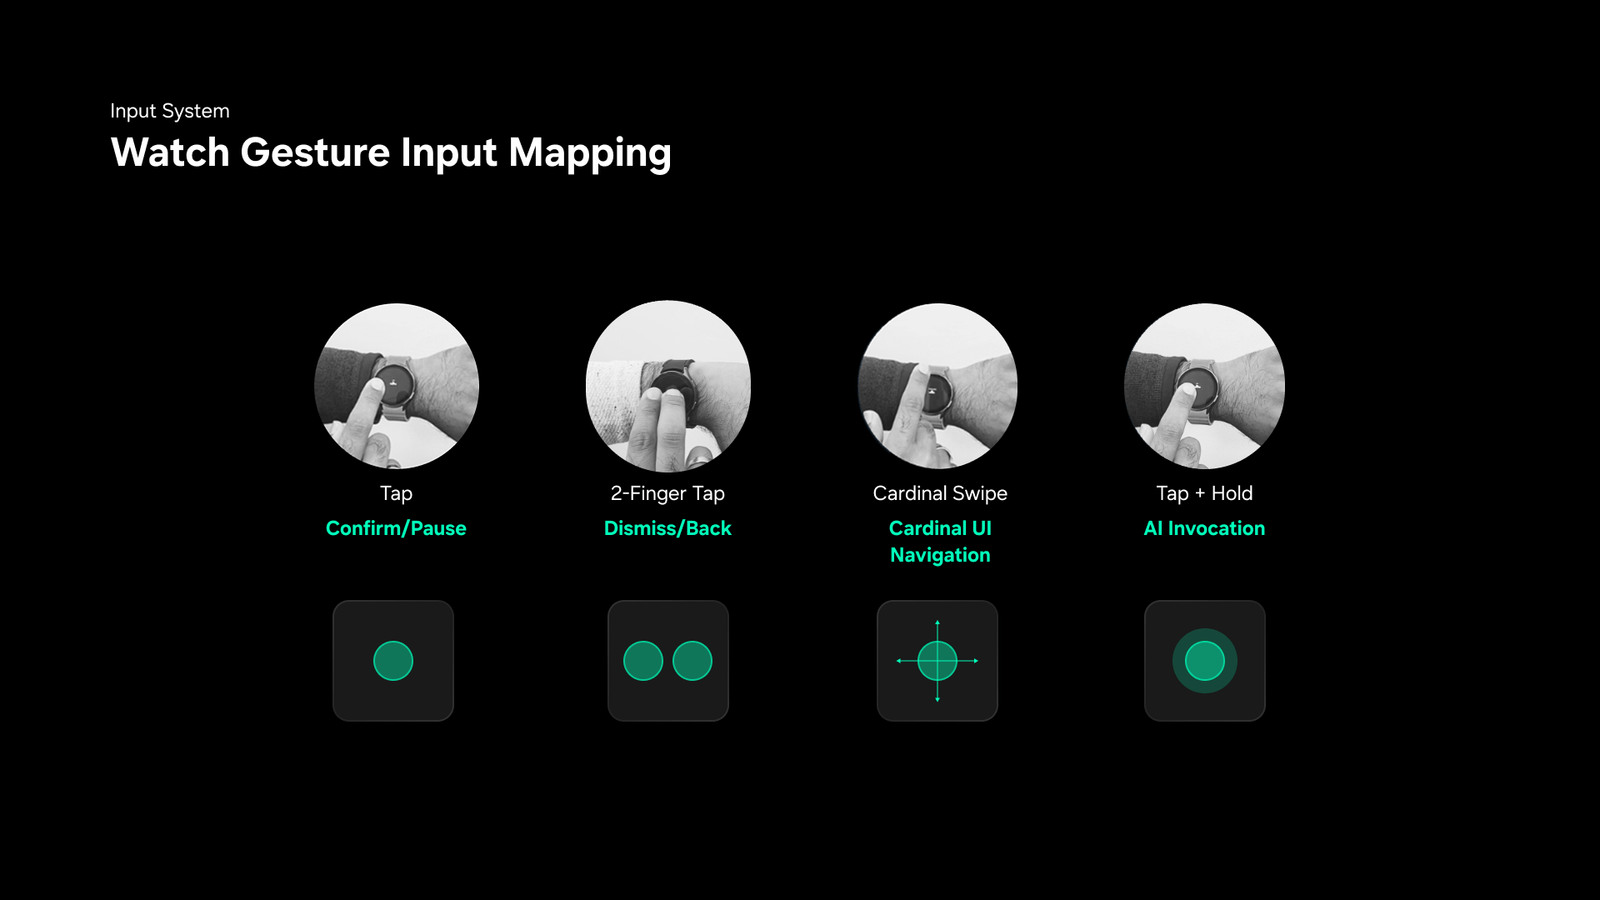 Input System
Watch Gesture Input Mapping
Tap
Confirm/Pause
2-Finger Tap
Dismiss/Back
Cardinal Swipe
Cardinal UI
Navigation
Tap + Hold
AI Invocation